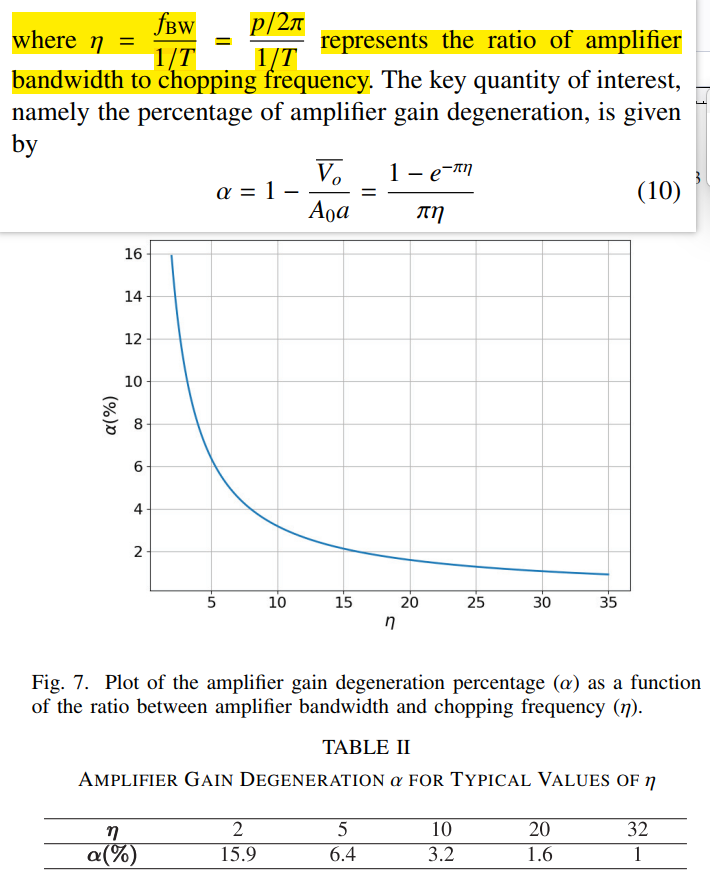 where η = f_BW / 1/T = p/2π / 1/T represents the ratio of amplifier
bandwidth to chopping frequency. The key quantity of interest,
namely the percentage of amplifier gain degeneration, is given
by
α = 1 − V̅ₒ / A₀a = 1 − e^(−πη) / πη (10)
3
16
14
12
10
8
6
4
2
α(%)
5 10 15 20 25 30 35
η
Fig. 7. Plot of the amplifier gain degeneration percentage (α) as a function
of the ratio between amplifier bandwidth and chopping frequency (η).
TABLE II
AMPLIFIER GAIN DEGENERATION α FOR TYPICAL VALUES OF η
η 2 5 10 20 32
α(%) 15.9 6.4 3.2 1.6 1